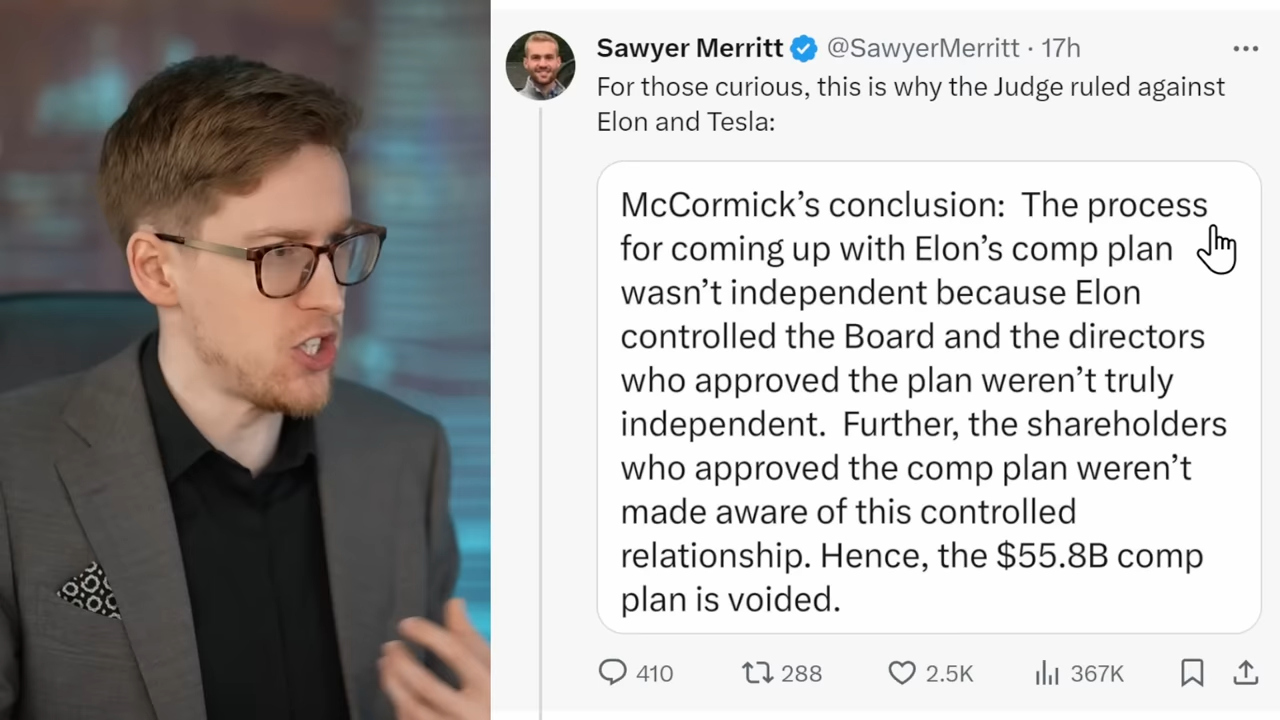 Sawyer Merritt @SawyerMerritt · 17h
For those curious, this is why the Judge ruled against
Elon and Tesla:
McCormick’s conclusion:  The process
for coming up with Elon’s comp plan
wasn’t independent because Elon
controlled the Board and the directors
who approved the plan weren’t truly
independent.  Further, the shareholders
who approved the comp plan weren’t
made aware of this controlled
relationship. Hence, the $55.8B comp
plan is voided.
410 288 2.5K 367K